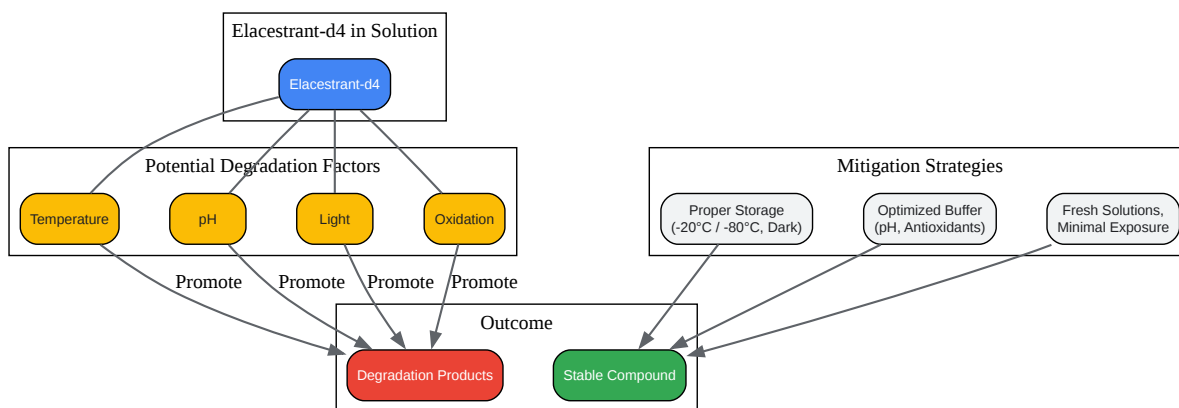 Elacestrant-d4 in Solution
Elacestrant-d4
Potential Degradation Factors
Mitigation Strategies
Temperature
pH
Light
Oxidation
Proper Storage
(-20°C / -80°C, Dark)
Optimized Buffer
(pH, Antioxidants)
Fresh Solutions,
Minimal Exposure
Promote
Promote
Promote
Promote
Outcome
Degradation Products
Stable Compound